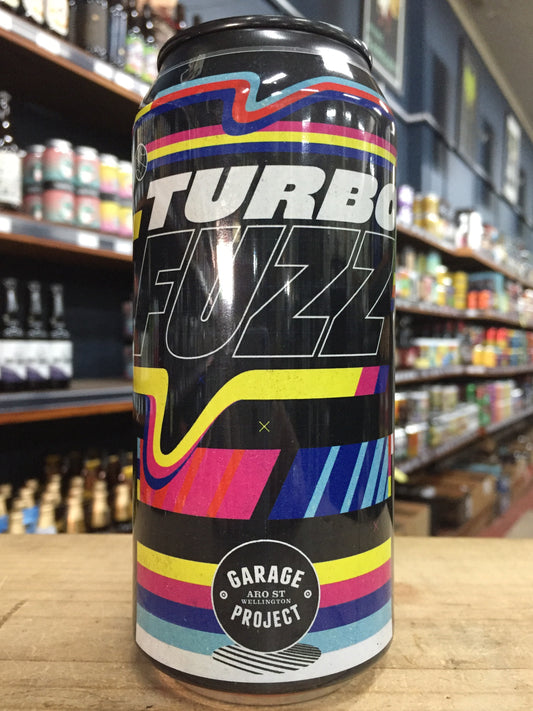 TURBO
FUZZ
GARAGE
ARO ST
WELLINGTON
PROJECT